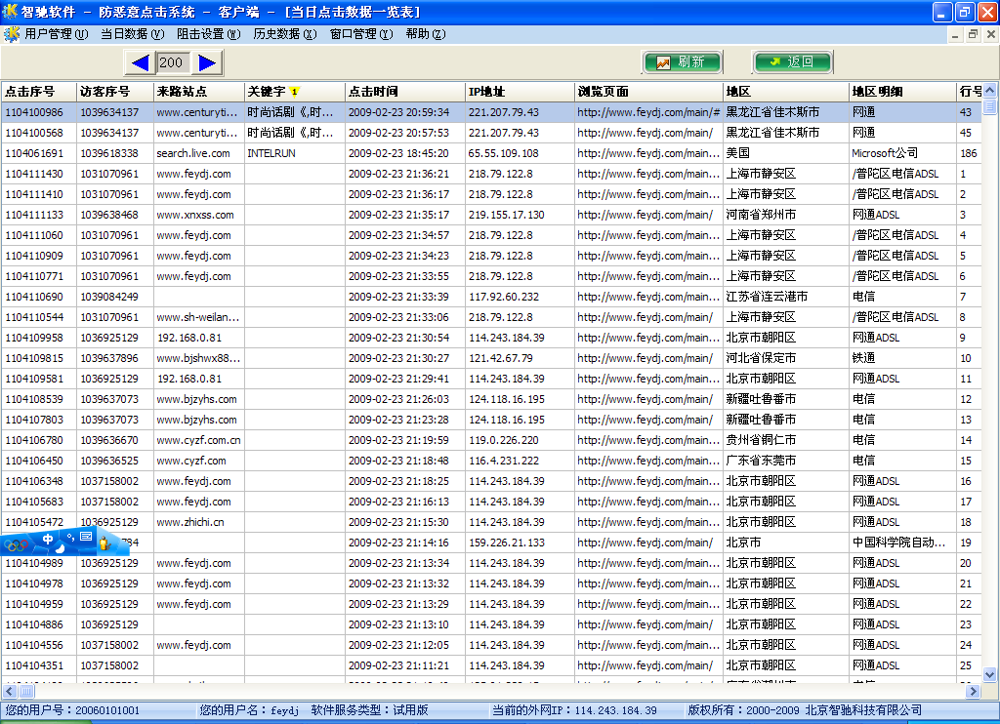 智驰软件 - 防恶意点击系统 - 客户端 - [当日点击数据一览表]
用户管理(U) 当日数据(V) 阻击设置(W) 历史数据(X) 窗口管理(Y) 帮助(Z)
200 刷新 返回
点击序号 访客序号 来路站点 关键字 1 点击时间 IP地址 浏览页面 地区 地区明细 行号
1104100986 1039634137 www.centuryti... 时尚话剧《,时... 2009-02-23 20:59:34 221.207.79.43 http://www.feydj.com/main/# 黑龙江省佳木斯市 网通 43
1104100568 1039634137 www.centuryti... 时尚话剧《,时... 2009-02-23 20:57:53 221.207.79.43 http://www.feydj.com/main... 黑龙江省佳木斯市 网通 45
1104061691 1039618338 search.live.com INTELRUN 2009-02-23 18:45:20 65.55.109.108 http://www.feydj.com/main... 美国 Microsoft公司 186
1104111430 1031070961 www.feydj.com 2009-02-23 21:36:21 218.79.122.8 http://www.feydj.com/main... 上海市静安区 /普陀区电信ADSL 1
1104111410 1031070961 www.feydj.com 2009-02-23 21:36:17 218.79.122.8 http://www.feydj.com/main... 上海市静安区 /普陀区电信ADSL 2
1104111133 1039638468 www.xnxss.com 2009-02-23 21:35:17 219.155.17.130 http://www.feydj.com/main/ 河南省郑州市 网通ADSL 3
1104111060 1031070961 www.feydj.com 2009-02-23 21:34:57 218.79.122.8 http://www.feydj.com/main... 上海市静安区 /普陀区电信ADSL 4
1104110909 1031070961 www.feydj.com 2009-02-23 21:34:23 218.79.122.8 http://www.feydj.com/main... 上海市静安区 /普陀区电信ADSL 5
1104110771 1031070961 www.feydj.com 2009-02-23 21:33:55 218.79.122.8 http://www.feydj.com/main... 上海市静安区 /普陀区电信ADSL 6
1104110690 1039084249 2009-02-23 21:33:39 117.92.60.232 http://www.feydj.com/main/ 江苏省连云港市 电信 7
1104110544 1031070961 www.sh-weilan... 2009-02-23 21:33:06 218.79.122.8 http://www.feydj.com/main/ 上海市静安区 /普陀区电信ADSL 8
1104109958 1036925129 192.168.0.81 2009-02-23 21:30:54 114.243.184.39 http://www.feydj.com/main... 北京市朝阳区 网通ADSL 9
1104109815 1039637896 www.bjshwx88... 2009-02-23 21:30:27 121.42.67.79 http://www.feydj.com/main/ 河北省保定市 铁通 10
1104109581 1036925129 192.168.0.81 2009-02-23 21:29:41 114.243.184.39 http://www.feydj.com/main... 北京市朝阳区 网通ADSL 11
1104108539 1039637073 www.bjzyhs.com 2009-02-23 21:26:03 124.118.16.195 http://www.feydj.com/main/ 新疆吐鲁番市 电信 12
1104107803 1039637073 www.bjzyhs.com 2009-02-23 21:23:28 124.118.16.195 http://www.feydj.com/main/ 新疆吐鲁番市 电信 13
1104106780 1039636670 www.cyzf.com.cn 2009-02-23 21:19:59 119.0.226.220 http://www.feydj.com/main... 贵州省铜仁市 电信 14
1104106450 1039636525 www.cyzf.com 2009-02-23 21:18:48 116.4.231.222 http://www.feydj.com/main... 广东省东莞市 电信 15
1104106348 1037158002 www.feydj.com 2009-02-23 21:18:25 114.243.184.39 http://www.feydj.com/main... 北京市朝阳区 网通ADSL 16
1104105683 1037158002 www.feydj.com 2009-02-23 21:16:13 114.243.184.39 http://www.feydj.com/main... 北京市朝阳区 网通ADSL 17
1104105472 1036925129 www.zhichi.cn 2009-02-23 21:15:30 114.243.184.39 http://www.feydj.com/main... 北京市朝阳区 网通ADSL 18
中 784 2009-02-23 21:14:16 159.226.21.133 http://www.feydj.com/main/ 北京市 中国科学院自动... 19
1104104989 1036925129 www.feydj.com 2009-02-23 21:13:34 114.243.184.39 http://www.feydj.com/main... 北京市朝阳区 网通ADSL 20
1104104978 1036925129 www.feydj.com 2009-02-23 21:13:32 114.243.184.39 http://www.feydj.com/main... 北京市朝阳区 网通ADSL 21
1104104959 1036925129 www.feydj.com 2009-02-23 21:13:29 114.243.184.39 http://www.feydj.com/main... 北京市朝阳区 网通ADSL 22
1104104886 1036925129 2009-02-23 21:13:10 114.243.184.39 http://www.feydj.com/main/ 北京市朝阳区 网通ADSL 23
1104104556 1037158002 www.feydj.com 2009-02-23 21:12:05 114.243.184.39 http://www.feydj.com/main... 北京市朝阳区 网通ADSL 24
1104104351 1037158002 2009-02-23 21:11:21 114.243.184.39 http://www.feydj.com/main/ 北京市朝阳区 网通ADSL 25
您的用户号：20060101001 您的用户名：feydj 软件服务类型：试用版 当前的外网IP：114.243.184.39 版权所有：2000-2009 北京智驰科技有限公司